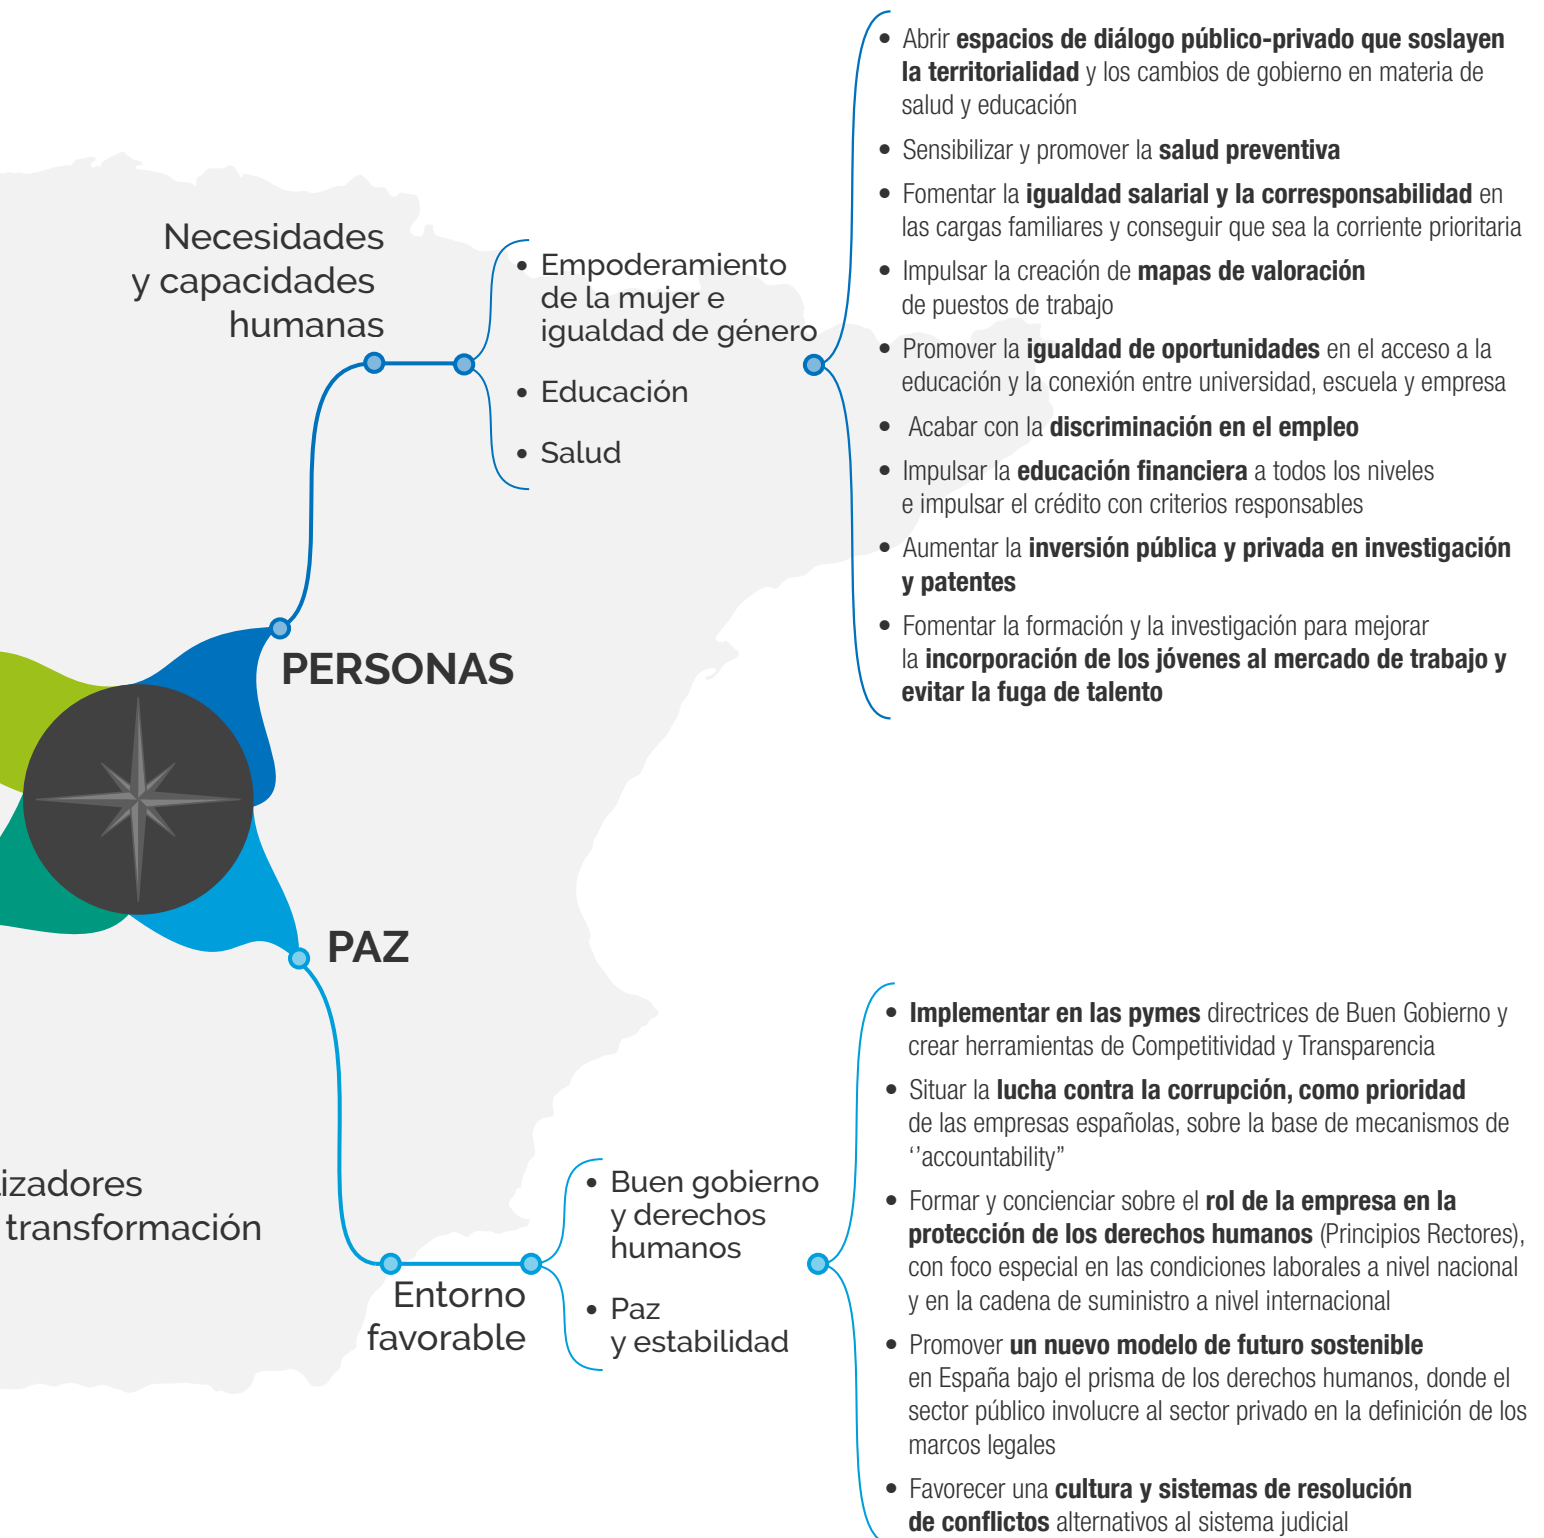 Necesidades
y capacidades
humanas
• Empoderamiento
de la mujer e
igualdad de género
• Educación
• Salud
• Abrir espacios de diálogo público-privado que soslayen
la territorialidad y los cambios de gobierno en materia de
salud y educación
• Sensibilizar y promover la salud preventiva
• Fomentar la igualdad salarial y la corresponsabilidad en
las cargas familiares y conseguir que sea la corriente prioritaria
• Impulsar la creación de mapas de valoración
de puestos de trabajo
• Promover la igualdad de oportunidades en el acceso a la
educación y la conexión entre universidad, escuela y empresa
• Acabar con la discriminación en el empleo
• Impulsar la educación financiera a todos los niveles
e impulsar el crédito con criterios responsables
• Aumentar la inversión pública y privada en investigación
y patentes
• Fomentar la formación y la investigación para mejorar
la incorporación de los jóvenes al mercado de trabajo y
evitar la fuga de talento
PERSONAS
PAZ
izadores
transformación
Entorno
favorable
• Buen gobierno
y derechos
humanos
• Paz
y estabilidad
• Implementar en las pymes directrices de Buen Gobierno y
crear herramientas de Competitividad y Transparencia
• Situar la lucha contra la corrupción, como prioridad
de las empresas españolas, sobre la base de mecanismos de
‘’accountability”
• Formar y concienciar sobre el rol de la empresa en la
protección de los derechos humanos (Principios Rectores),
con foco especial en las condiciones laborales a nivel nacional
y en la cadena de suministro a nivel internacional
• Promover un nuevo modelo de futuro sostenible
en España bajo el prisma de los derechos humanos, donde el
sector público involucre al sector privado en la definición de los
marcos legales
• Favorecer una cultura y sistemas de resolución
de conflictos alternativos al sistema judicial